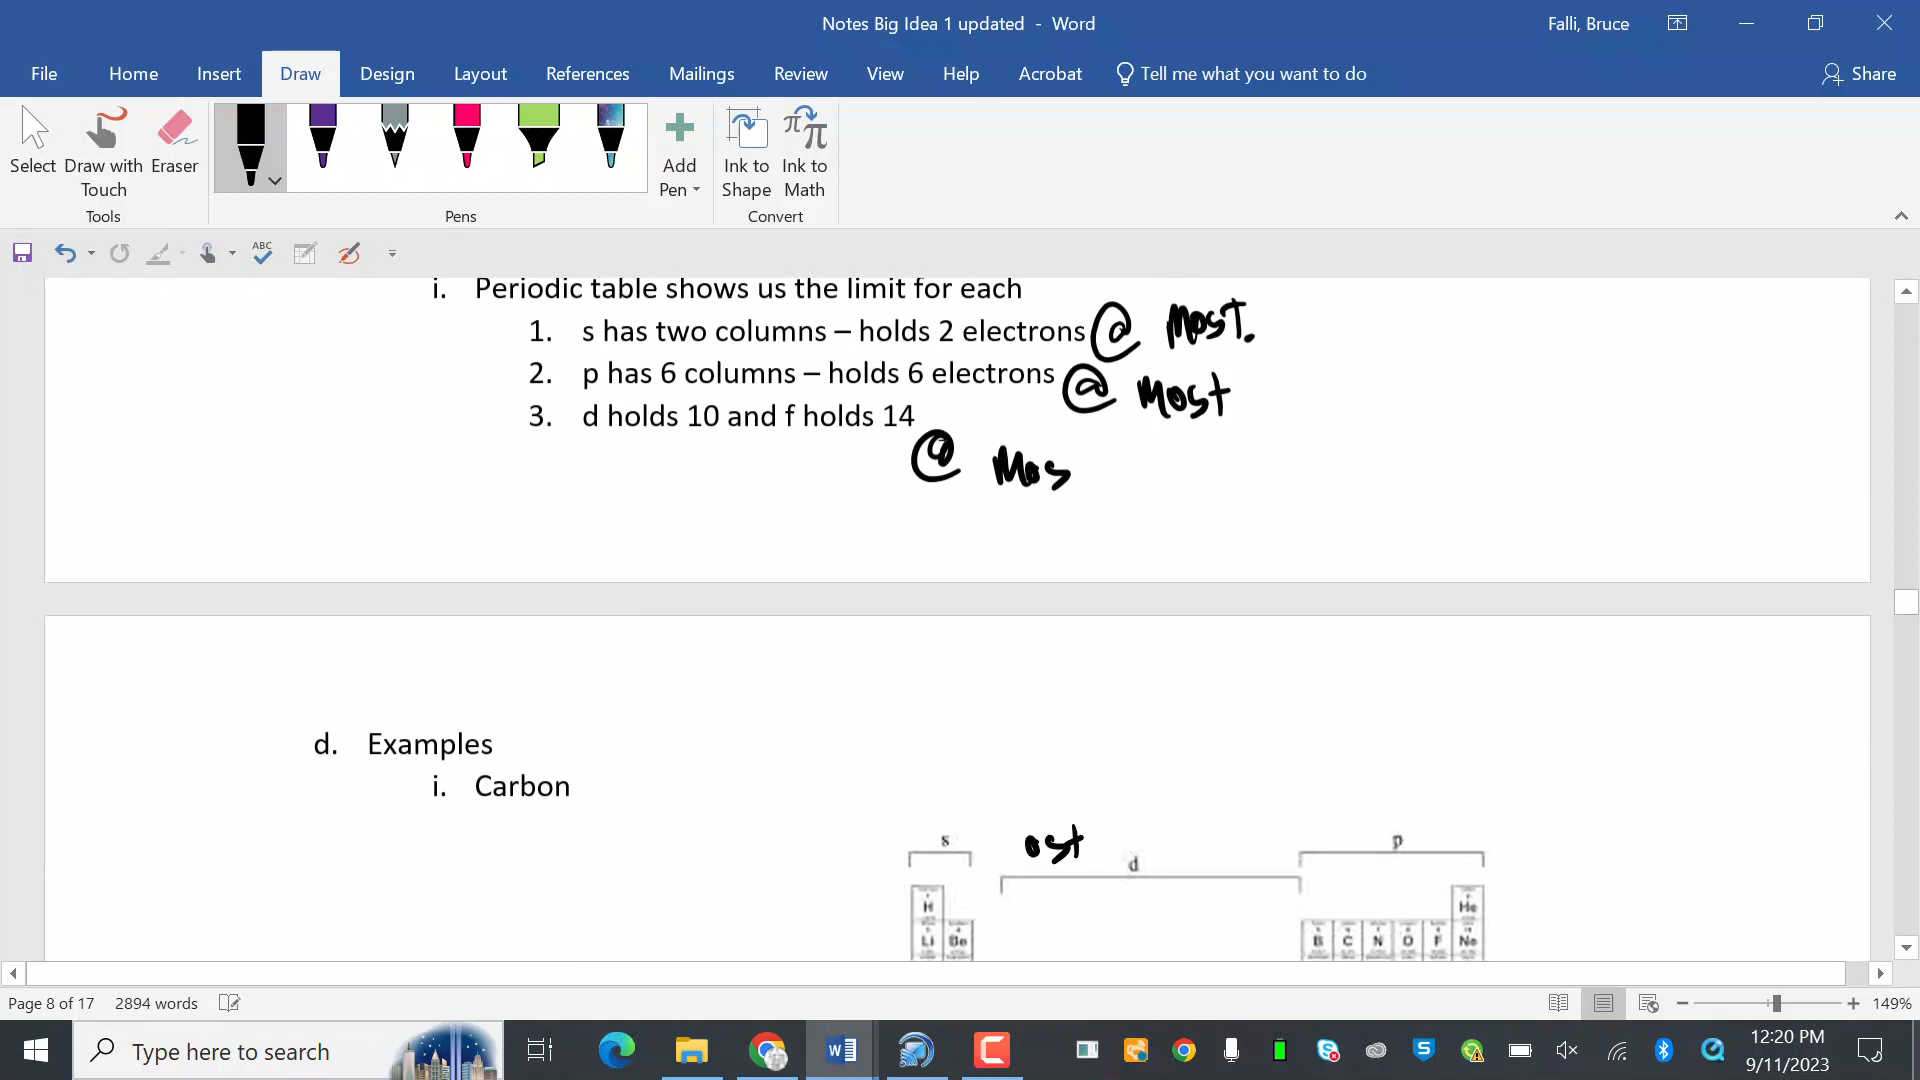 Notes Big Idea 1 updated - Word
Falli, Bruce
File Home Insert Draw Design Layout References Mailings Review View Help Acrobat Tell me what you want to do Share
Select Draw with Touch Eraser Add Pen Ink to Shape Ink to Math
Tools Pens Convert
ABC
i. Periodic table shows us the limit for each
1. s has two columns – holds 2 electrons @ MOST.
2. p has 6 columns – holds 6 electrons @ MOST
3. d holds 10 and f holds 14
@ Mos
d. Examples
i. Carbon
s ost d p
H He
Li Be B C N O F Ne
Page 8 of 17 2894 words 149%
Type here to search
12:20 PM
9/11/2023